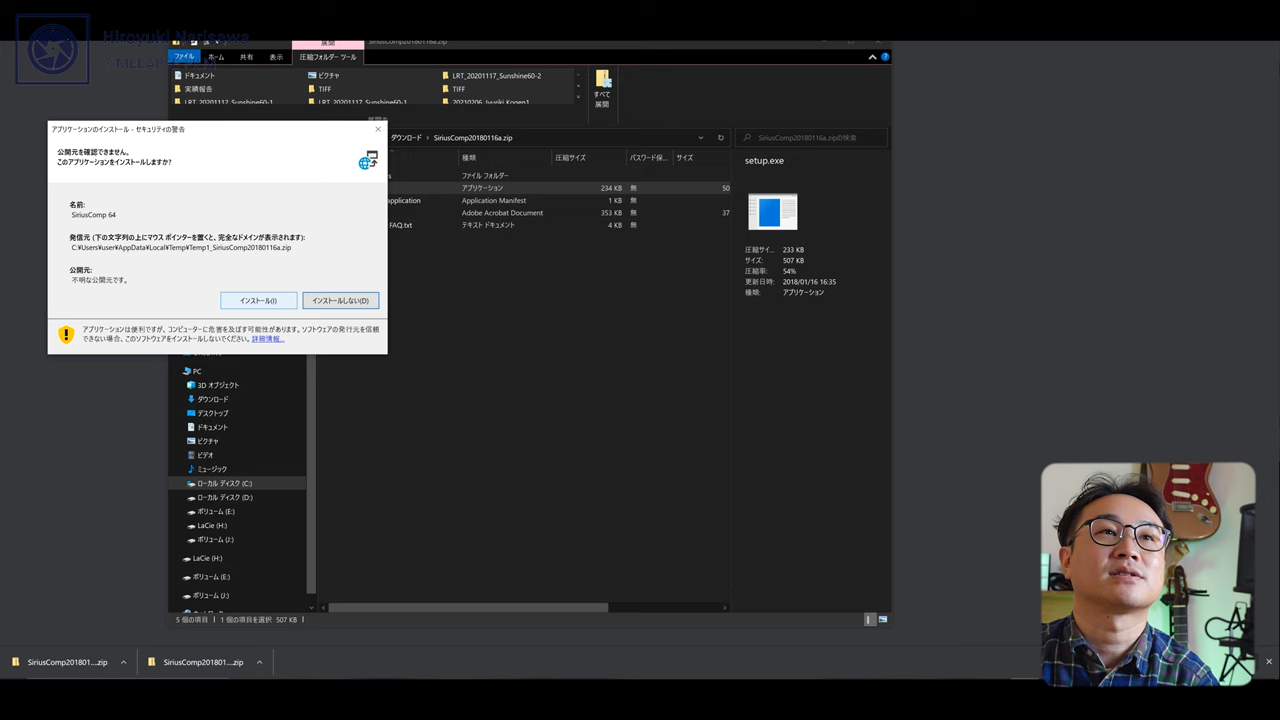 Hiroyuki Narisawa
SiriusComp20180116a.zip
展開
ファイル
ホーム
共有
表示
圧縮フォルダー ツール
ドキュメント
ピクチャ
LRT_20201117_Sunshine60-2
実績報告
TIFF
TIFF
LRT_20201112_Sunshine60-1
LRT_20201117_Sunshine60-1
20210206_Jyuriki_Kogen1
すべて
展開
展開先
ダウンロード › SiriusComp20180116a.zip
SiriusComp20180116a.zipの検索
種類
圧縮サイズ
パスワード保...
サイズ
ファイル フォルダー
アプリケーション
234 KB
無
50
pplication
Application Manifest
1 KB
無
Adobe Acrobat Document
353 KB
無
37
FAQ.txt
テキスト ドキュメント
4 KB
無
setup.exe
圧縮サイ...
233 KB
サイズ:
507 KB
圧縮率:
54%
更新日時:
2018/01/16 16:35
種類:
アプリケーション
アプリケーションのインストール - セキュリティの警告
公開元を確認できません。
このアプリケーションをインストールしますか?
名前:
SiriusComp 64
発信元 (下の文字列の上にマウス ポインターを置くと、完全なドメインが表示されます):
C:¥Users¥user¥AppData¥Local¥Temp¥Temp1_SiriusComp20180116a.zip
公開元:
不明な公開元です。
インストール(I)
インストールしない(D)
アプリケーションは便利ですが、コンピューターに危害を及ぼす可能性があります。ソフトウェアの発行元を信頼
できない場合、このソフトウェアをインストールしないでください。 詳細情報...
PC
3D オブジェクト
ダウンロード
デスクトップ
ドキュメント
ピクチャ
ビデオ
ミュージック
ローカル ディスク (C:)
ローカル ディスク (D:)
ボリューム (E:)
LaCie (H:)
ボリューム (J:)
LaCie (H:)
ボリューム (E:)
ボリューム (J:)
5 個の項目
1 個の項目を選択 507 KB
SiriusComp201801....zip
SiriusComp201801....zip